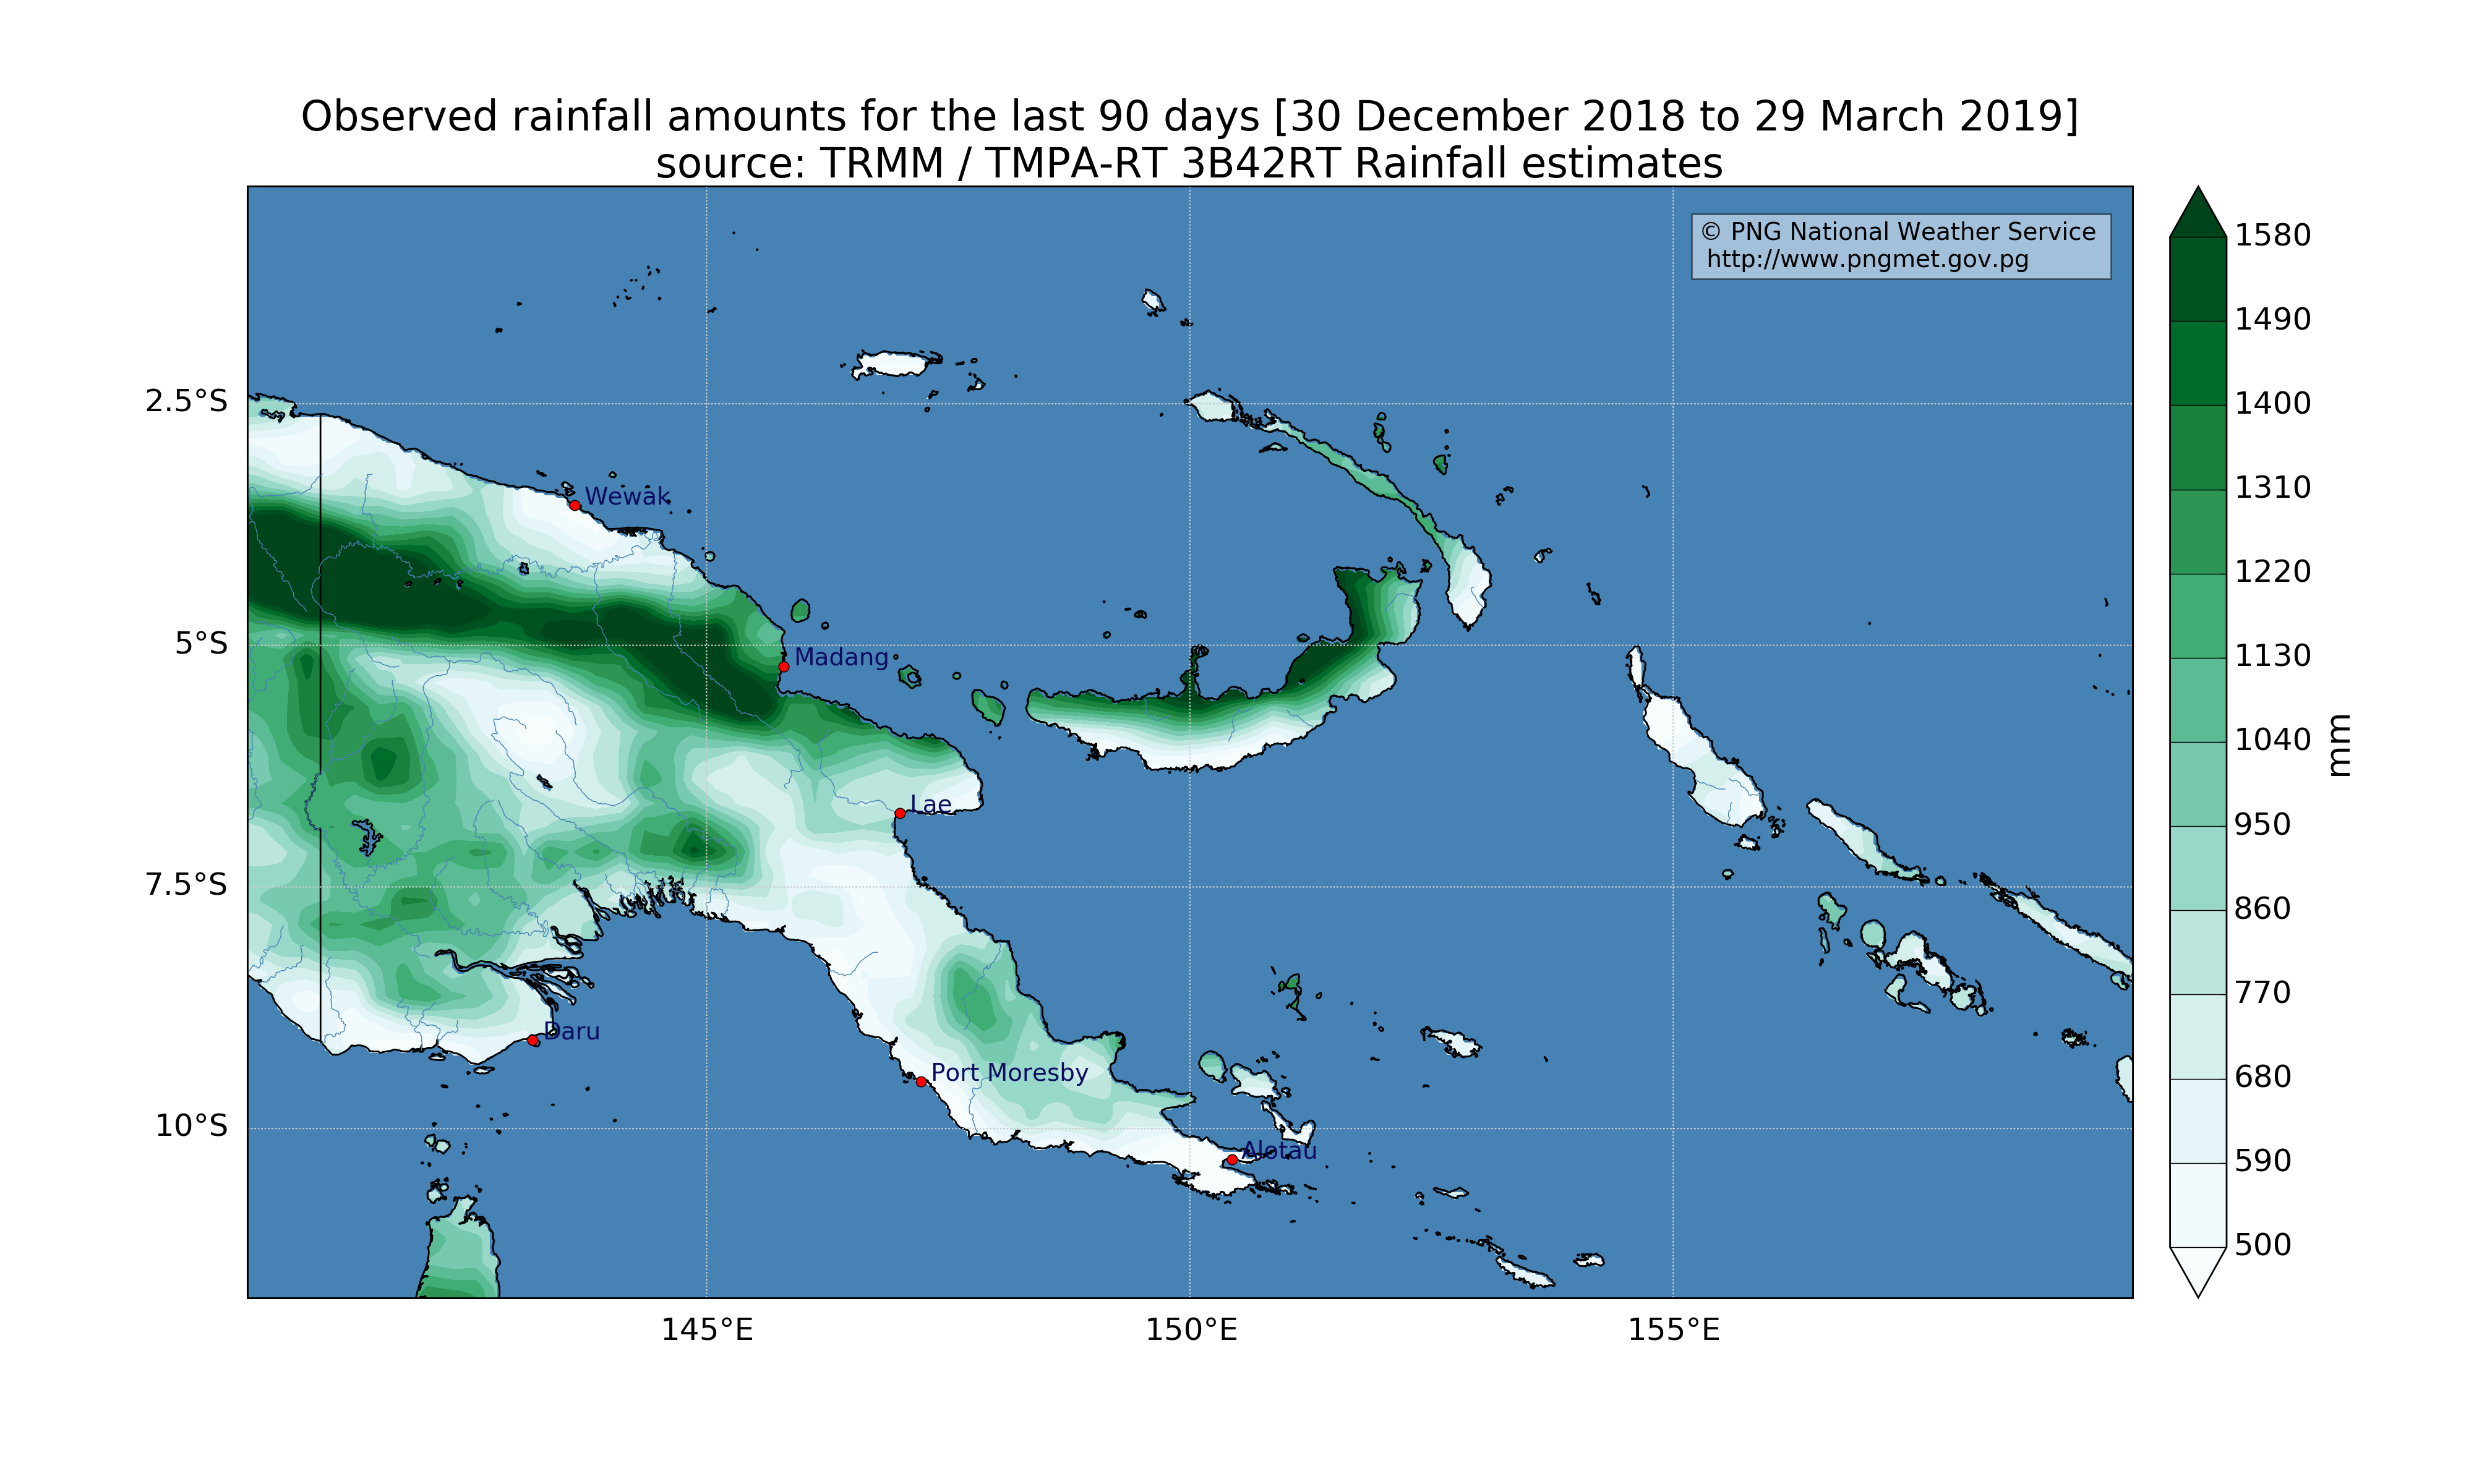 Observed rainfall amounts for the last 90 days [30 December 2018 to 29 March 2019]
source: TRMM / TMPA-RT 3B42RT Rainfall estimates
© PNG National Weather Service
http://www.pngmet.gov.pg
2.5°S
5°S
7.5°S
10°S
Wewak
Madang
Lae
Daru
Port Moresby
Alotau
145°E
150°E
155°E
1580
1490
1400
1310
1220
1130
1040
950
860
770
680
590
500
mm